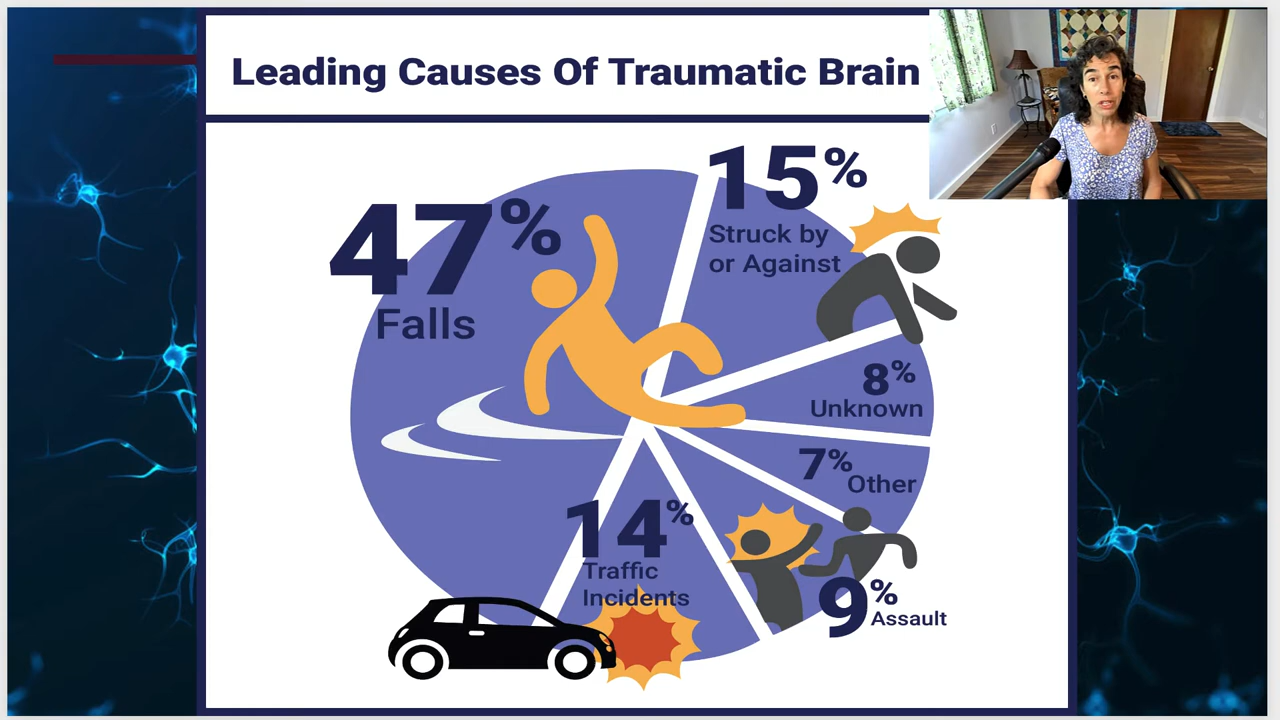 Leading Causes Of Traumatic Brain
47%
Falls
15%
Struck by
or Against
8%
Unknown
7%
Other
9%
Assault
14%
Traffic
Incidents